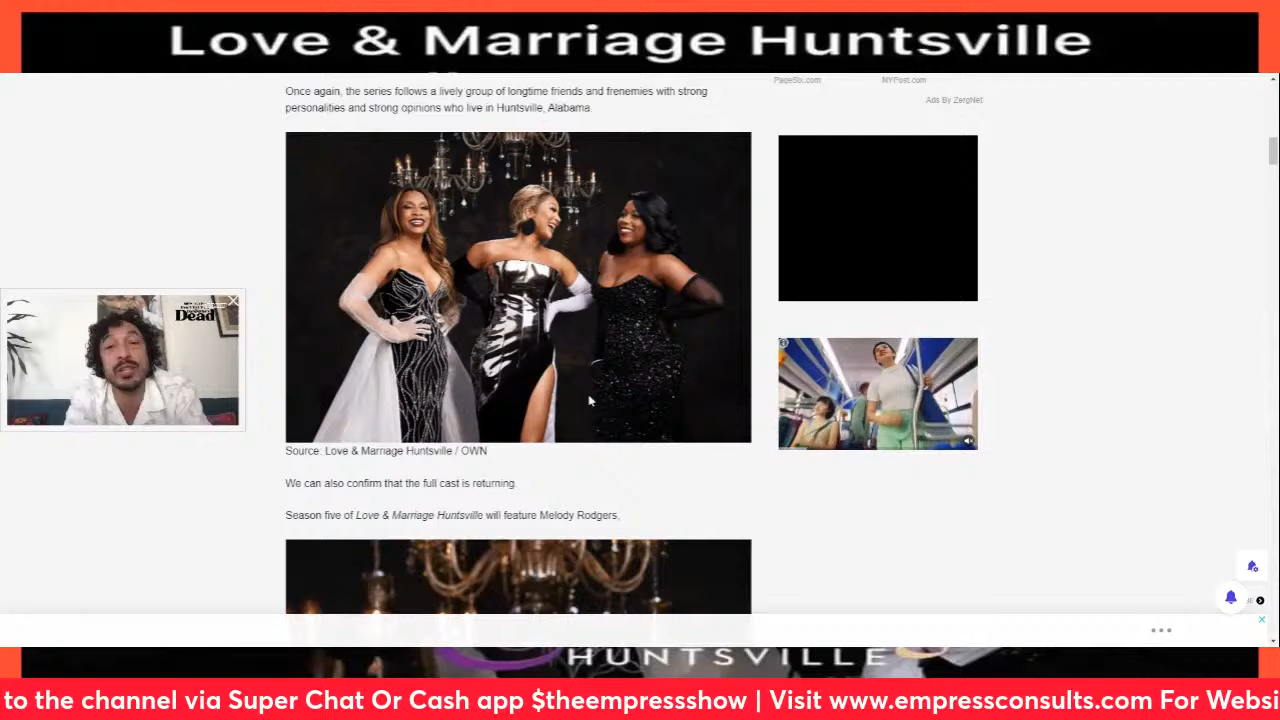 Love & Marriage Huntsville
PageSix.com
NYPost.com
Once again, the series follows a lively group of longtime friends and frenemies with strong
personalities and strong opinions who live in Huntsville, Alabama.
Ads By ZergNet
Dead
Source: Love & Marriage Huntsville / OWN
We can also confirm that the full cast is returning.
Season five of Love & Marriage Huntsville will feature Melody Rodgers,
HUNTSVILLE
to the channel via Super Chat Or Cash app $theempressshow | Visit www.empressconsults.com For Websi